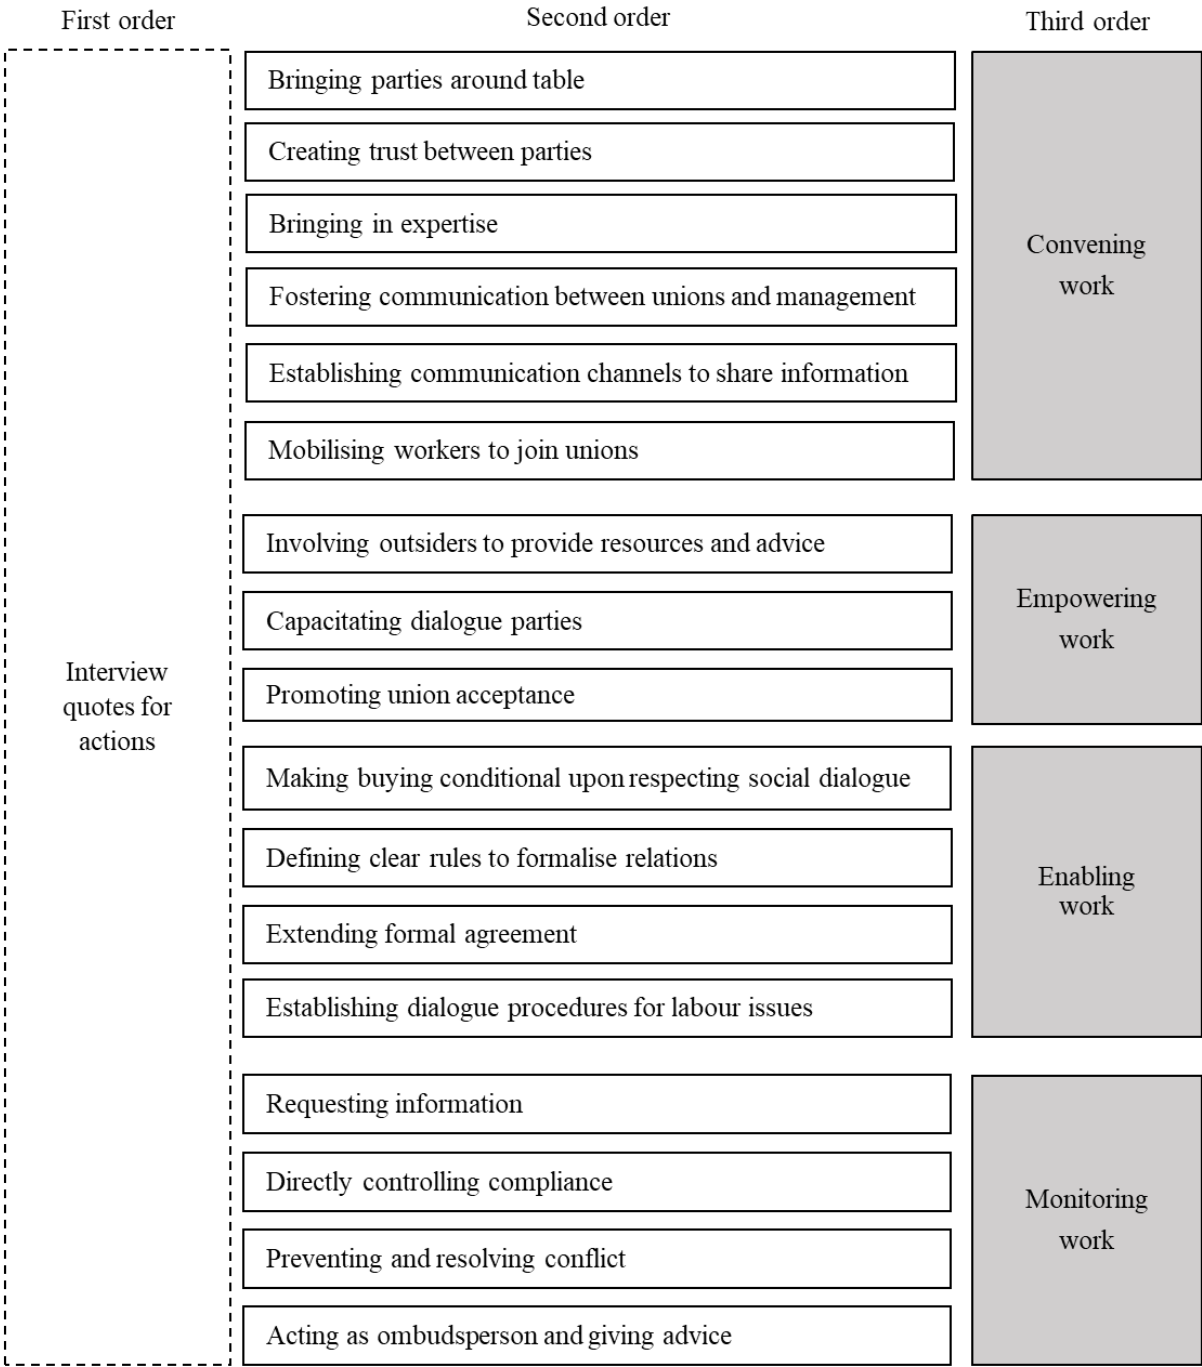 First order
Second order
Third order
Bringing parties around table
Creating trust between parties
Bringing in expertise
Fostering communication between unions and management
Establishing communication channels to share information
Mobilising workers to join unions
Convening
work
Involving outsiders to provide resources and advice
Capacitating dialogue parties
Promoting union acceptance
Empowering
work
Interview
quotes for
actions
Making buying conditional upon respecting social dialogue
Defining clear rules to formalise relations
Extending formal agreement
Establishing dialogue procedures for labour issues
Enabling
work
Requesting information
Directly controlling compliance
Preventing and resolving conflict
Acting as ombudsperson and giving advice
Monitoring
work